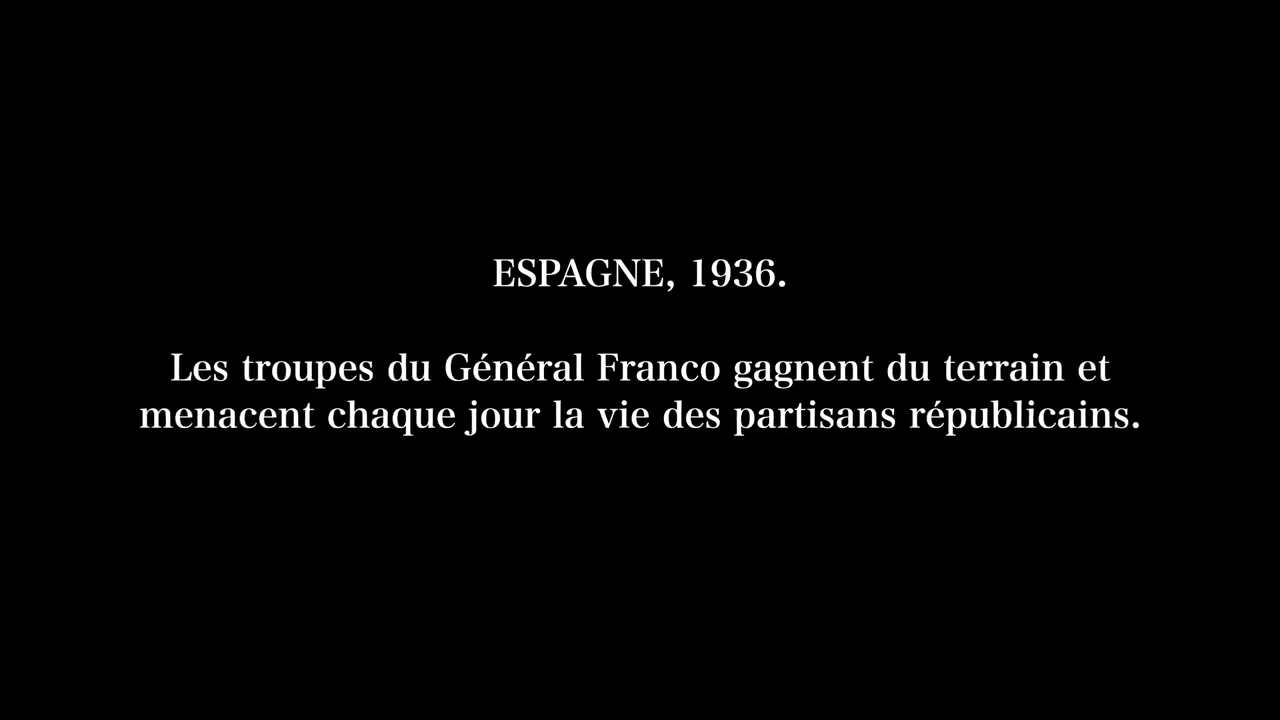 ESPAGNE, 1936.
Les troupes du Général Franco gagnent du terrain et
menacent chaque jour la vie des partisans républicains.